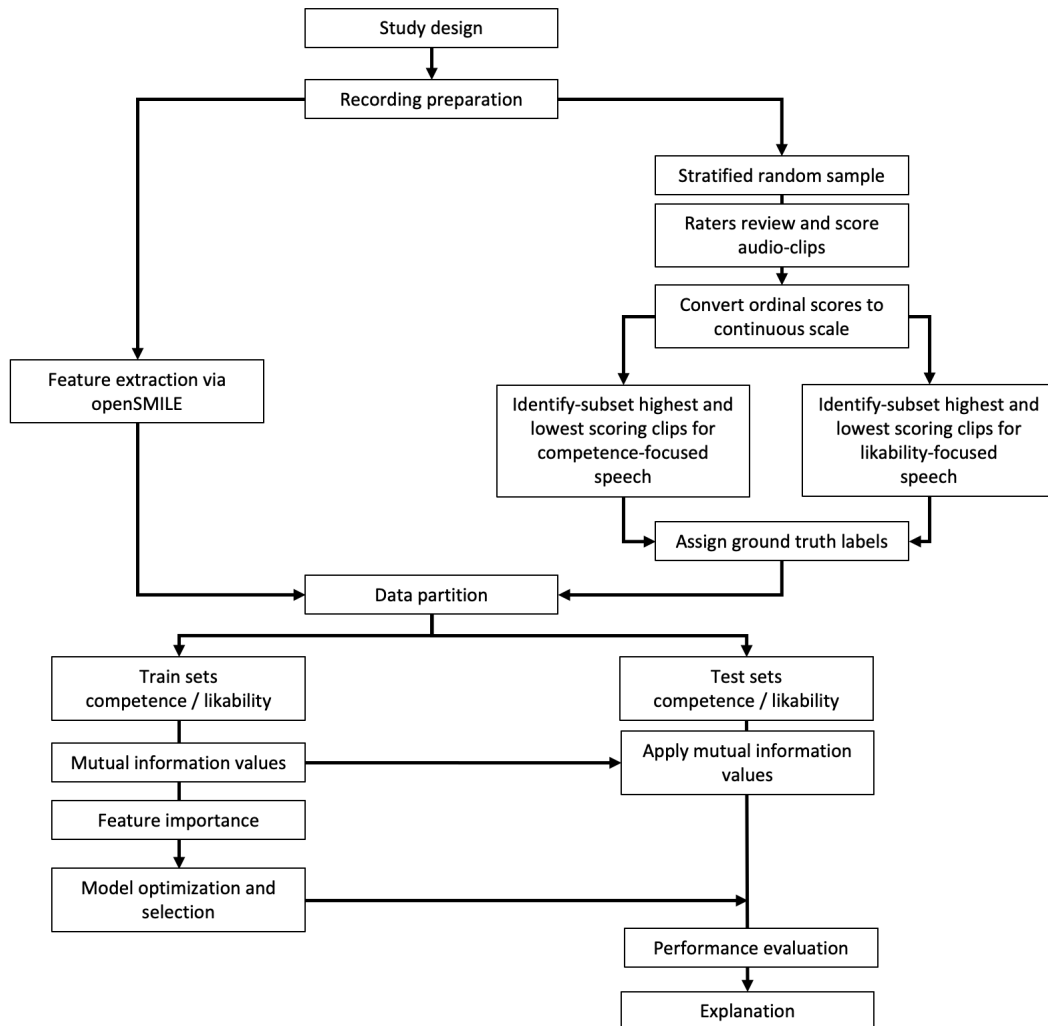 Study design
Recording preparation
Stratified random sample
Raters review and score
audio-clips
Convert ordinal scores to
continuous scale
Feature extraction via
openSMILE
Identify-subset highest and
lowest scoring clips for
competence-focused
speech
Identify-subset highest and
lowest scoring clips for
likability-focused
speech
Assign ground truth labels
Data partition
Train sets
competence / likability
Test sets
competence / likability
Mutual information values
Apply mutual information
values
Feature importance
Model optimization and
selection
Performance evaluation
Explanation